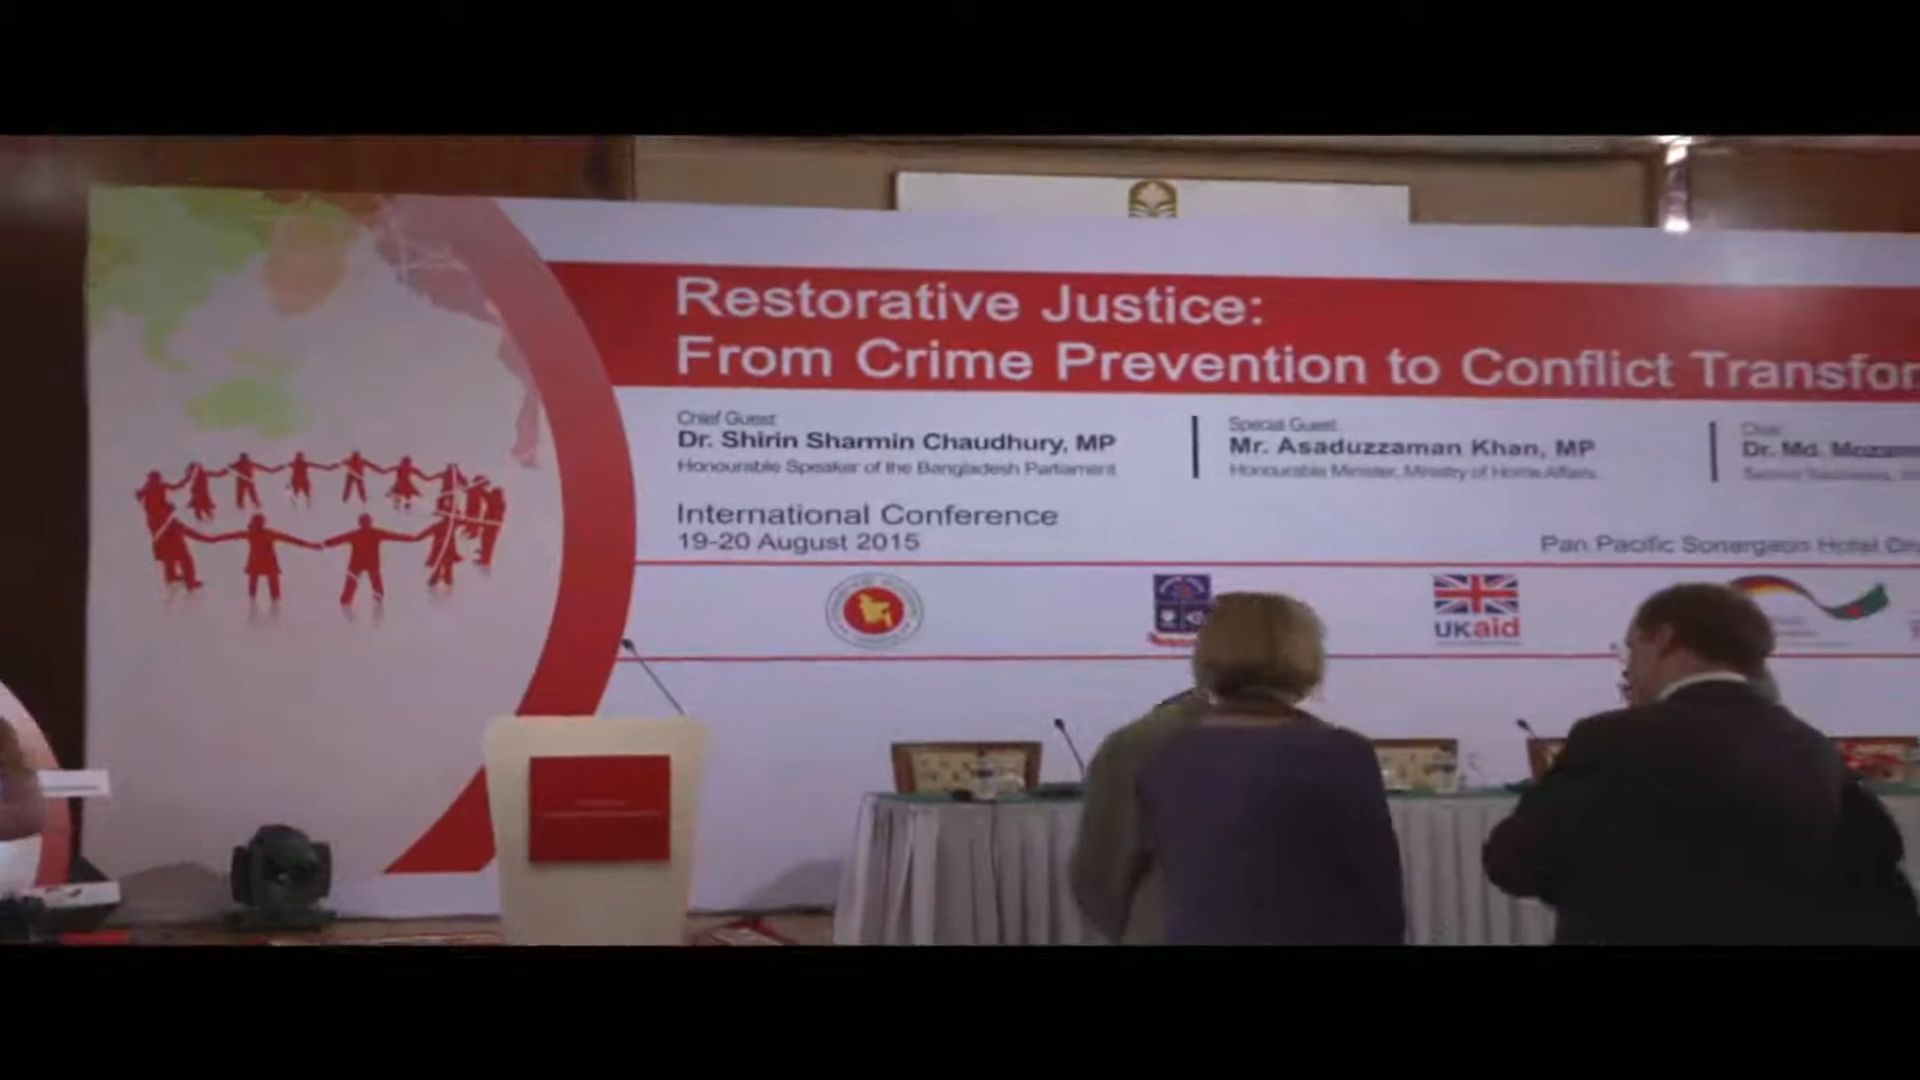 Restorative Justice:
From Crime Prevention to Conflict Transfor
Chief Guest
Dr. Shirin Sharmin Chaudhury, MP
Honourable Speaker of the Bangladesh Parliament
Special Guest
Mr. Asaduzzaman Khan, MP
Honourable Minister, Ministry of Home Affairs
Chair
Dr. Md.
International Conference
19-20 August 2015
Pan Pacific Sonargaon Hotel
UKaid